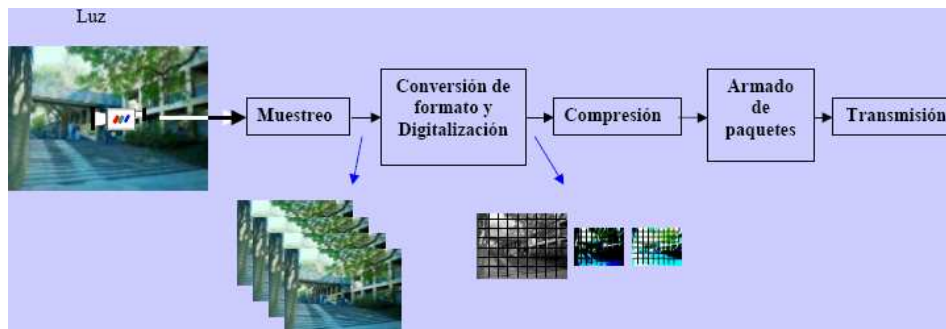 Luz
Muestreo
Conversión de
formato y
Digitalización
Compresión
Armado
de
paquetes
Transmisión